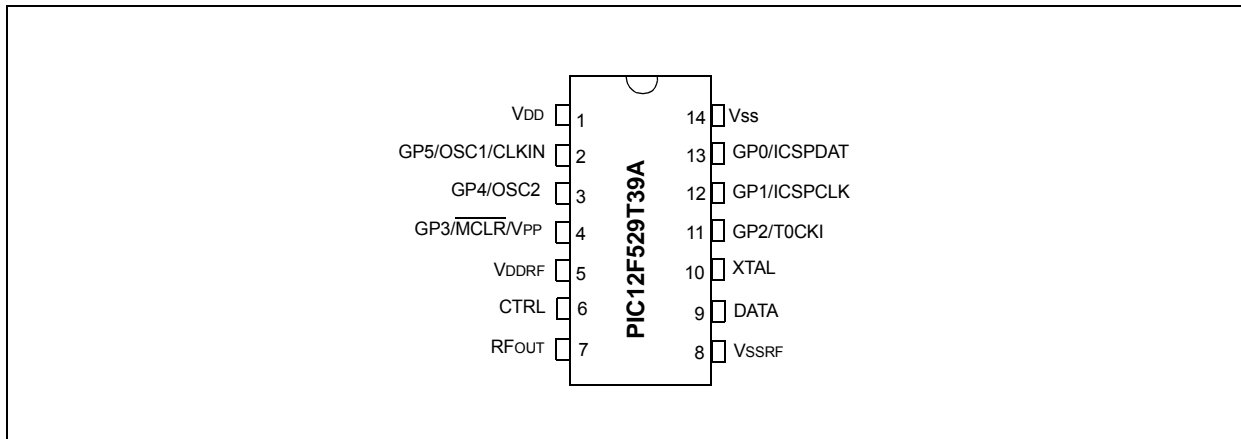 VDD 1
GP5/OSC1/CLKIN 2
GP4/OSC2 3
GP3/MCLR/VPP 4
VDDRF 5
CTRL 6
RFOUT 7
PIC12F529T39A
14 Vss
13 GP0/ICSPDAT
12 GP1/ICSPCLK
11 GP2/T0CKI
10 XTAL
9 DATA
8 VSSRF